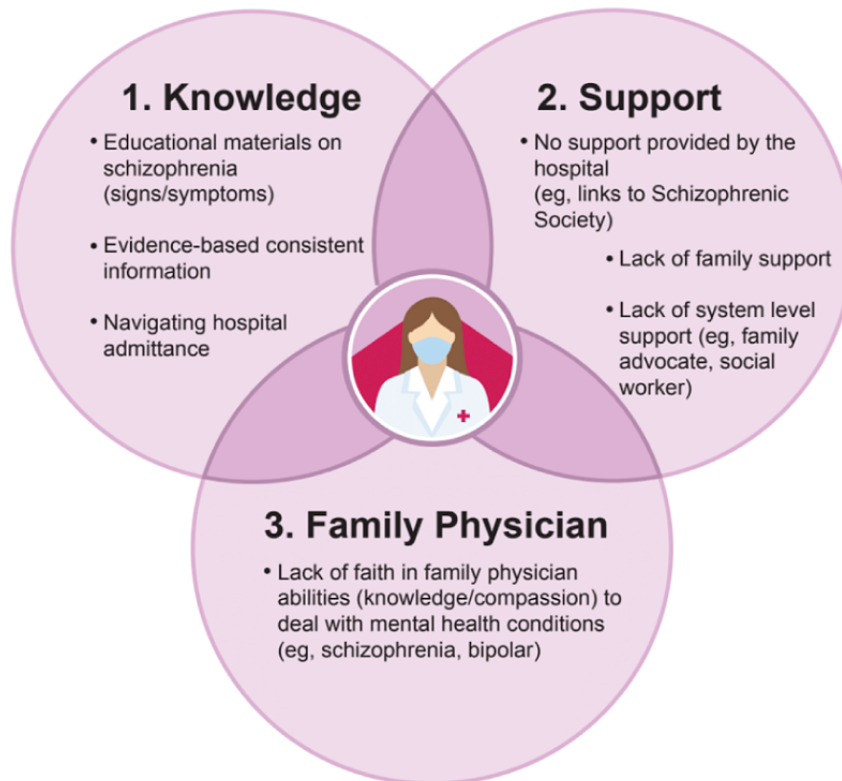 1. Knowledge
• Educational materials on
schizophrenia
(signs/symptoms)
• Evidence-based consistent
information
• Navigating hospital
admittance
2. Support
• No support provided by the
hospital
(eg, links to Schizophrenic
Society)
• Lack of family support
• Lack of system level
support (eg, family
advocate, social
worker)
3. Family Physician
• Lack of faith in family physician
abilities (knowledge/compassion) to
deal with mental health conditions
(eg, schizophrenia, bipolar)